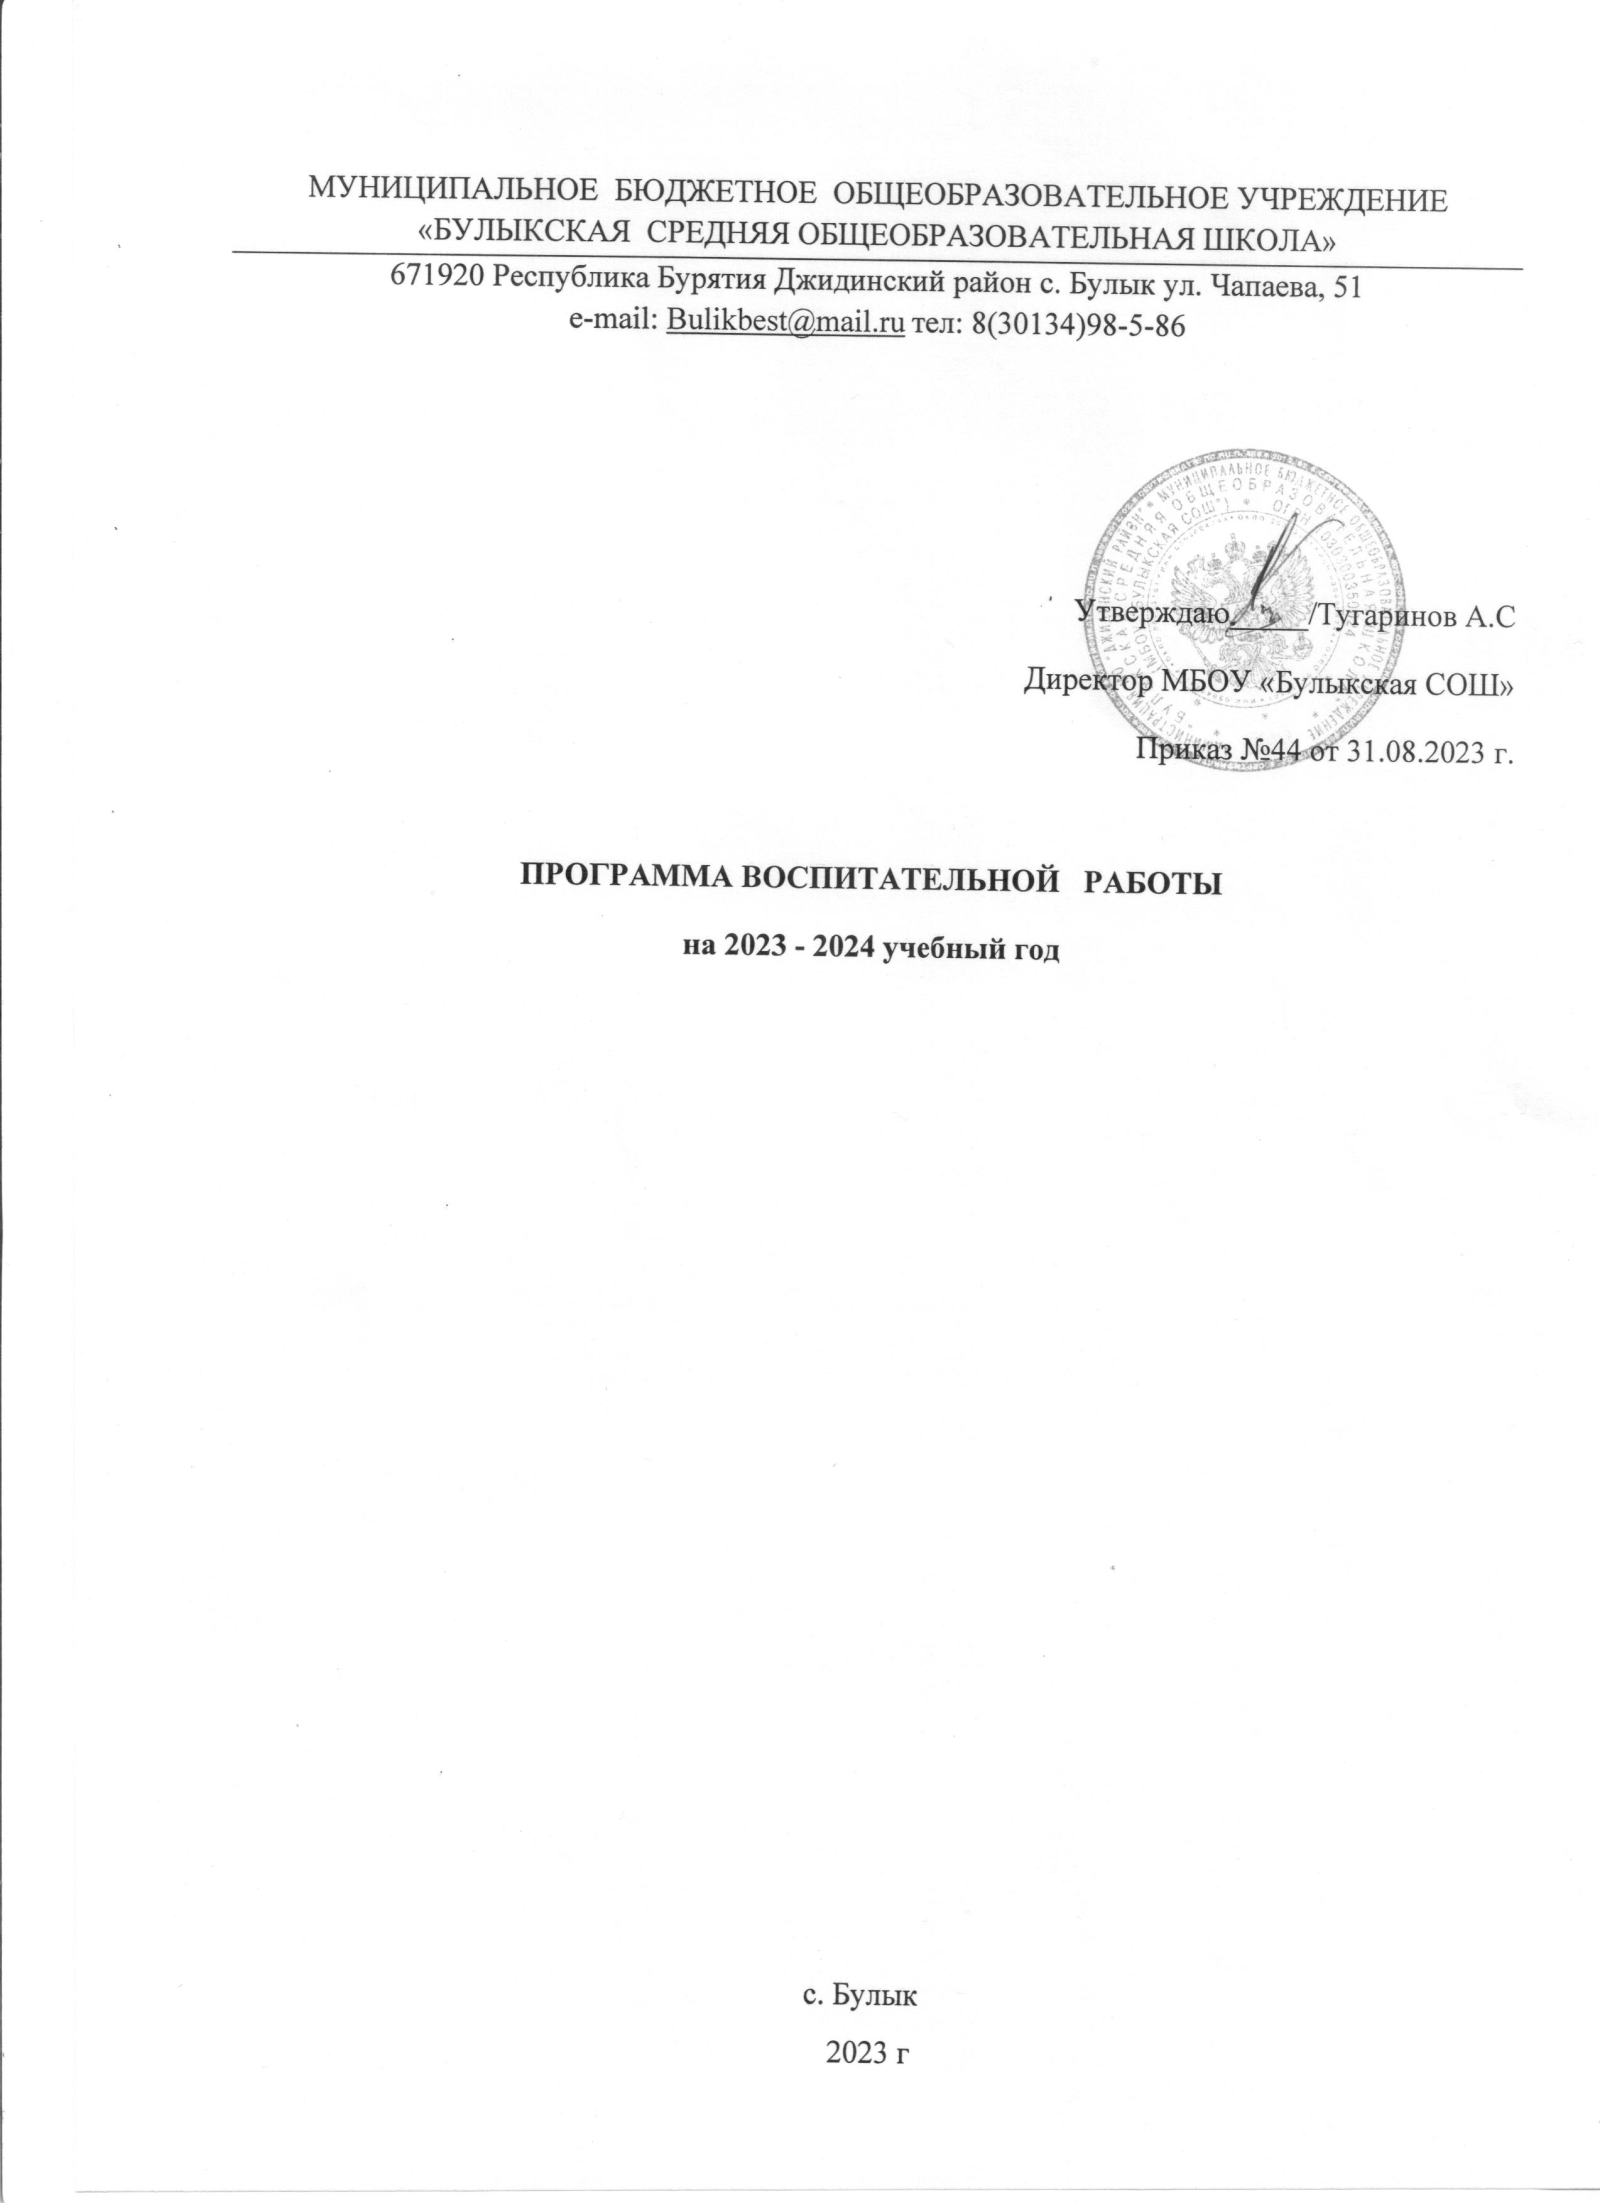 МУНИЦИПАЛЬНОЕ БЮДЖЕТНОЕ ОБЩЕОБРАЗОВАТЕЛЬНОЕ УЧРЕЖДЕНИЕ
«БУЛЫКСКАЯ СРЕДНЯЯ ОБЩЕОБРАЗОВАТЕЛЬНАЯ ШКОЛА»
671920 Республика Бурятия Джидинский район с. Булык ул. Чапаева, 51
e-mail: Bulikbest@mail.ru тел: 8(30134)98-5-86
Утверждаю /Тугаринов А.С
Директор МБОУ «Булыкская СОШ»
Приказ №44 от 31.08.2023 г.
ПРОГРАММА ВОСПИТАТЕЛЬНОЙ РАБОТЫ
на 2023 - 2024 учебный год
с. Булык
2023 г